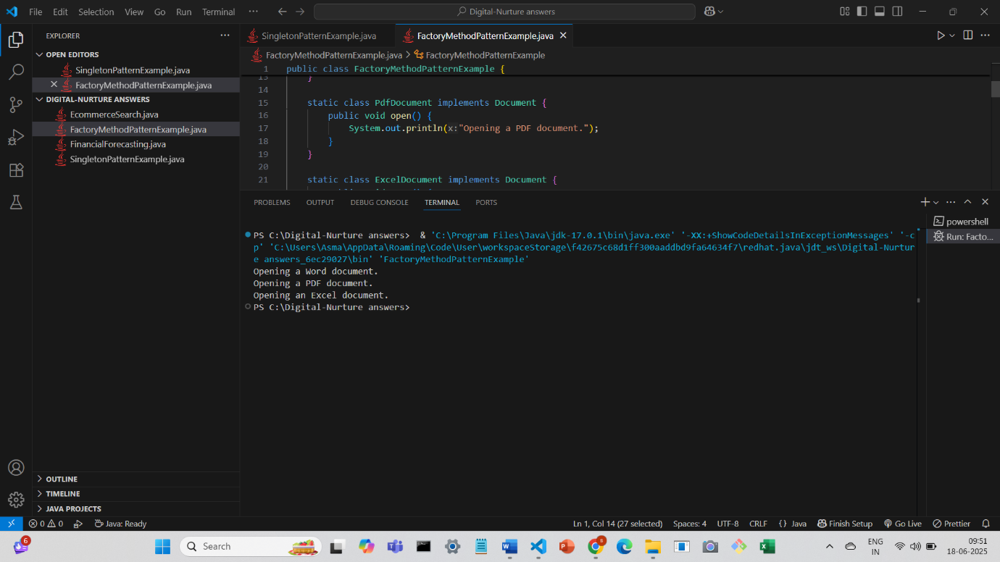 File Edit Selection View Go Run Terminal ··· Digital-Nurture answers
EXPLORER ···
OPEN EDITORS
SingletonPatternExample.java
FactoryMethodPatternExample.java
DIGITAL-NURTURE ANSWERS
EcommerceSearch.java
FactoryMethodPatternExample.java
FinancialForecasting.java
SingletonPatternExample.java
OUTLINE
TIMELINE
JAVA PROJECTS
SingletonPatternExample.java FactoryMethodPatternExample.java
FactoryMethodPatternExample.java > FactoryMethodPatternExample
1 public class FactoryMethodPatternExample {
13 }
14
15 static class PdfDocument implements Document {
16 public void open() {
17 System.out.println(x:"Opening a PDF document.");
18 }
19 }
20
21 static class ExcelDocument implements Document {
PROBLEMS OUTPUT DEBUG CONSOLE TERMINAL PORTS
powershell
Run: Facto...
PS C:\Digital-Nurture answers> & 'C:\Program Files\Java\jdk-17.0.1\bin\java.exe' '-XX:+ShowCodeDetailsInExceptionMessages' '-c
p' 'C:\Users\Asma\AppData\Roaming\Code\User\workspaceStorage\f42675c68d1ff300aaddbd9fa64634f7\redhat.java\jdt_ws\Digital-Nurtur
e answers_6ec29027\bin' 'FactoryMethodPatternExample'
Opening a Word document.
Opening a PDF document.
Opening an Excel document.
PS C:\Digital-Nurture answers>
0 0 Java: Ready Ln 1, Col 14 (27 selected) Spaces: 4 UTF-8 CRLF {} Java Finish Setup Go Live Prettier
6 Search ENG 09:51
IN 18-06-2025